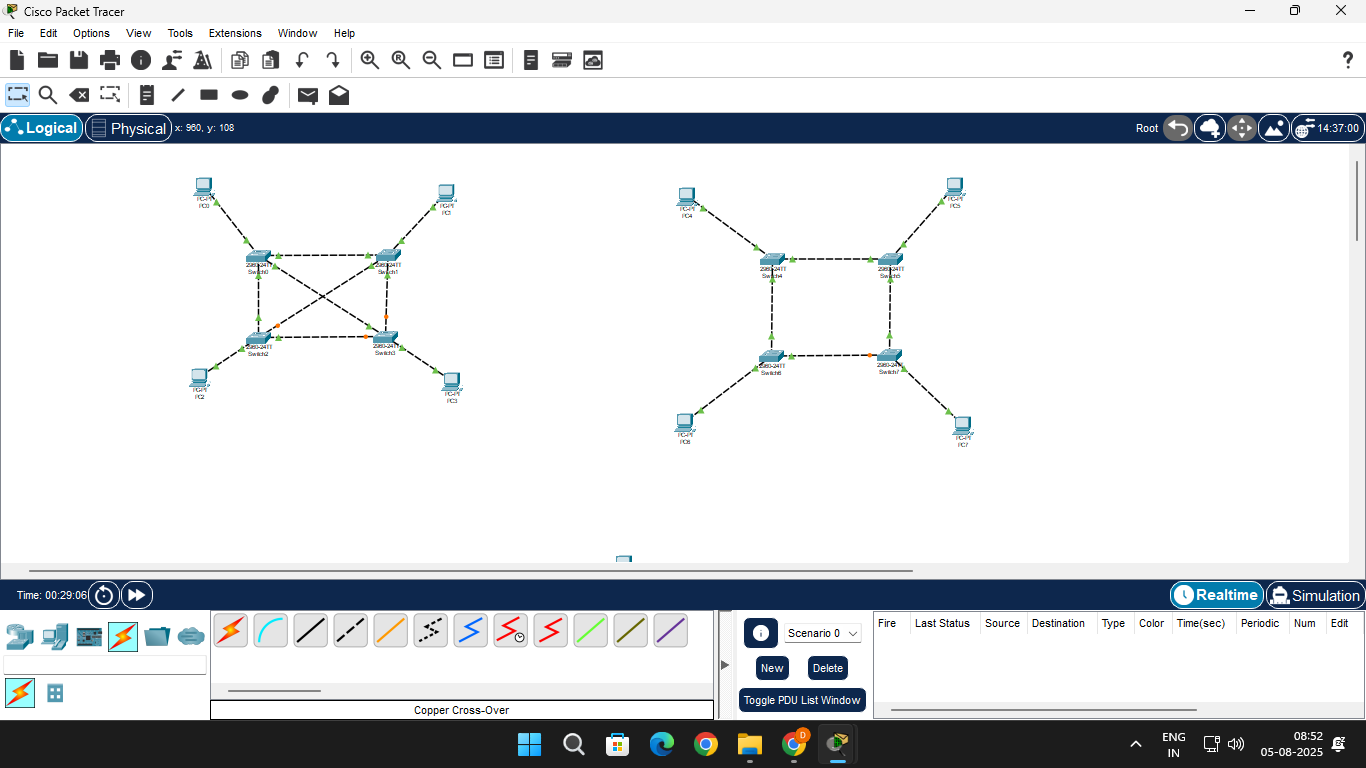 Cisco Packet Tracer
File Edit Options View Tools Extensions Window Help
Logical Physical x: 960, y: 108 Root 14:37:00
PC-PT
PC0
PC-PT
PC1
PC-PT
PC4
PC-PT
PC5
2960-24TT
Switch0
2960-24TT
Switch1
2960-24TT
Switch4
2960-24TT
Switch5
2960-24TT
Switch2
2960-24TT
Switch3
2960-24TT
Switch6
2960-24TT
Switch7
PC-PT
PC2
PC-PT
PC3
PC-PT
PC6
PC-PT
PC7
Time: 00:29:06 Realtime Simulation
Scenario 0
New Delete
Toggle PDU List Window
Fire Last Status Source Destination Type Color Time(sec) Periodic Num Edit
Copper Cross-Over
ENG
IN
08:52
05-08-2025